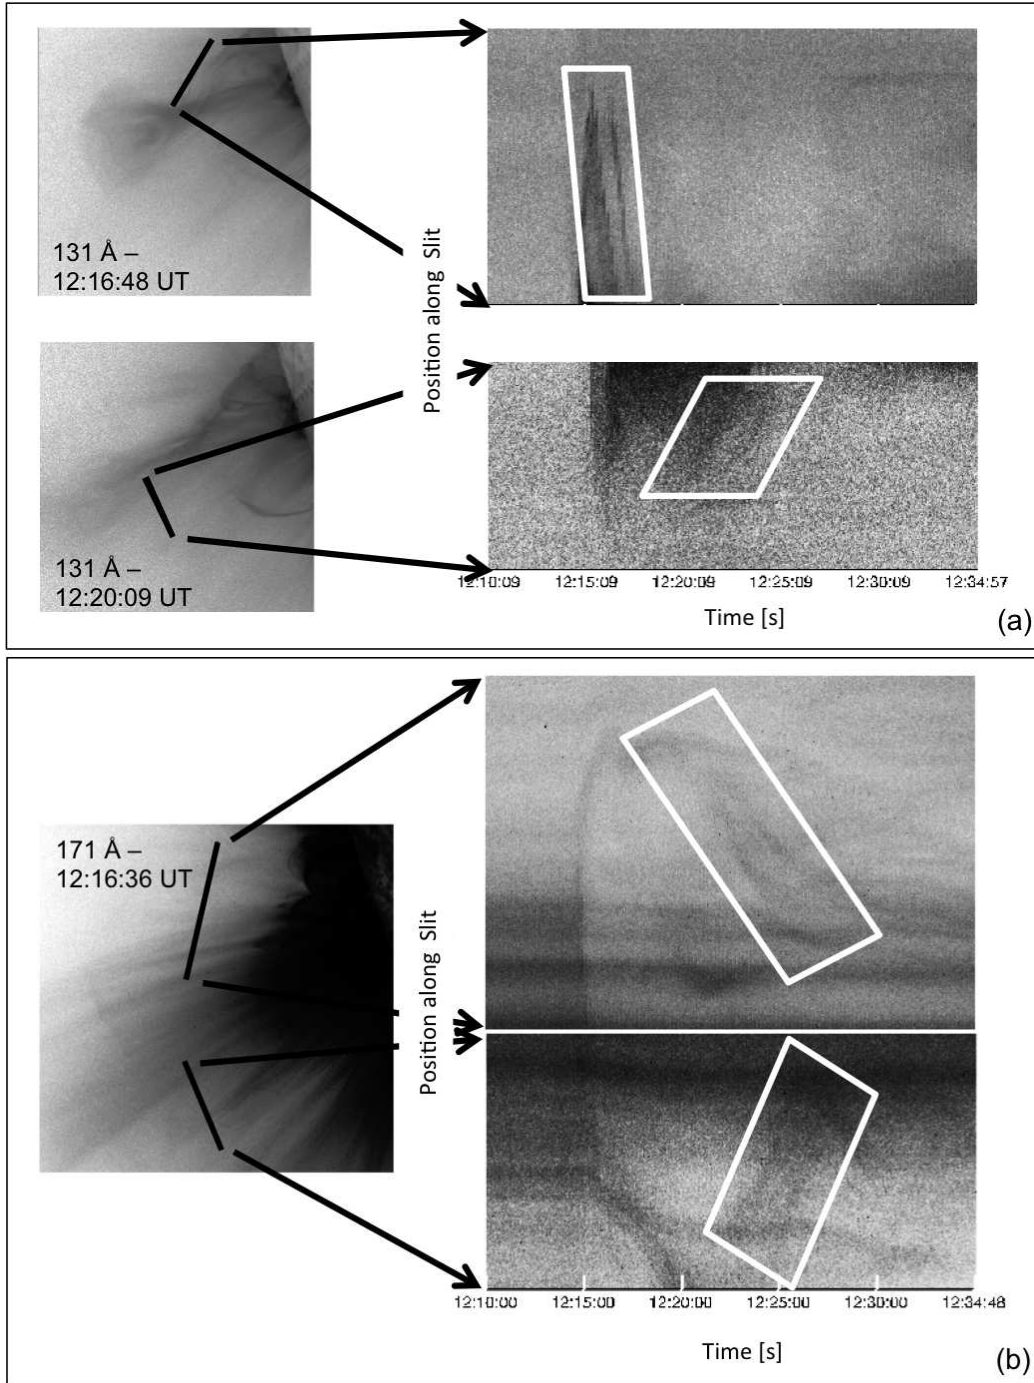 131 Å –
12:16:48 UT
Position along Slit
131 Å –
12:20:09 UT
12:10:09 12:15:09 12:20:09 12:25:09 12:30:09 12:34:57
Time [s]
(a)
171 Å –
12:16:36 UT
Position along Slit
12:10:00 12:15:00 12:20:00 12:25:00 12:30:00 12:34:48
Time [s]
(b)